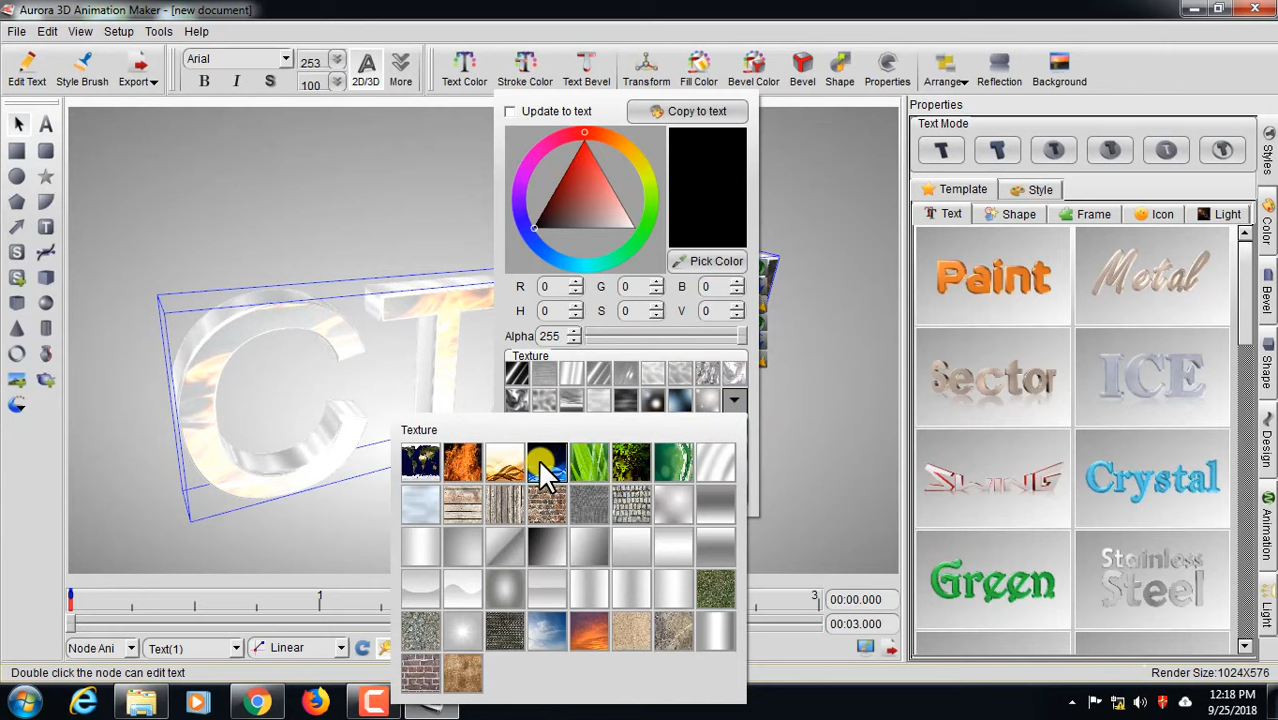 Aurora 3D Animation Maker - [new document]
File Edit View Setup Tools Help
Arial 253
B I S 100
Edit Text Style Brush Export 2D/3D More Text Color Stroke Color Text Bevel Transform Fill Color Bevel Color Bevel Shape Properties Arrange Reflection Background
Update to text Copy to text
Pick Color
R 0 G 0 B 0
H 0 S 0 V 0
Alpha 255
Texture
Texture
CT
Properties
Text Mode
Template Style
Text Shape Frame Icon Light
Paint Metal
Sector ICE
SWING Crystal
Green Stainless Steel
Styles
Color
Bevel
Shape
Design
Animation
1 3 00:00.000
00:03.000
Node Ani Text(1) Linear
Double click the node can edit text Render Size:1024X576
12:18 PM
9/25/2018